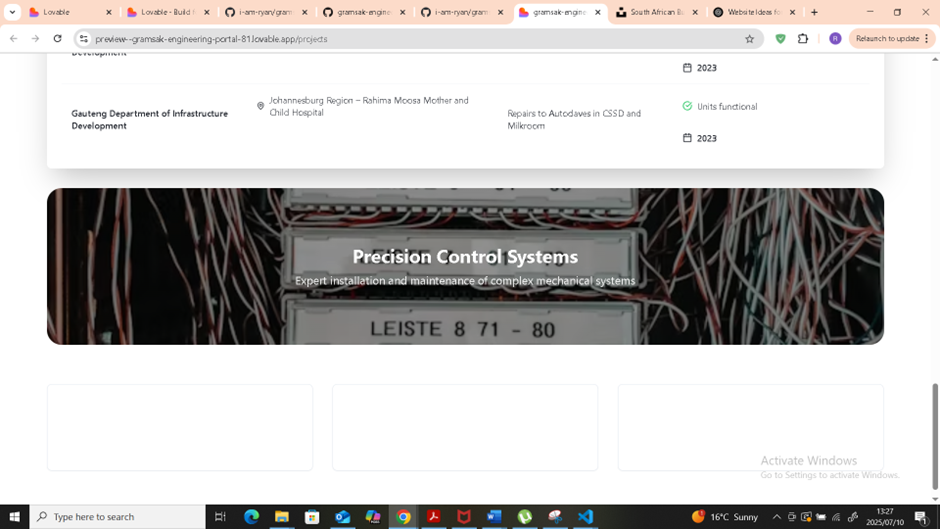 Lovable
Lovable - Build f
i-am-ryan/gram
gramsak-engine
i-am-ryan/gram
gramsak-engine
South African Ba
Website Ideas fo
preview--gramsak-engineering-portal-81.lovable.app/projects
R
Relaunch to update
Development
2023
Gauteng Department of Infrastructure
Development
Johannesburg Region – Rahima Moosa Mother and
Child Hospital
Repairs to Autoclaves in CSSD and
Milkroom
Units functional
2023
Precision Control Systems
Expert installation and maintenance of complex mechanical systems
LEISTE 8 71 - 80
Activate Windows
Go to Settings to activate Windows.
Type here to search
16°C Sunny
13:27
2025/07/10